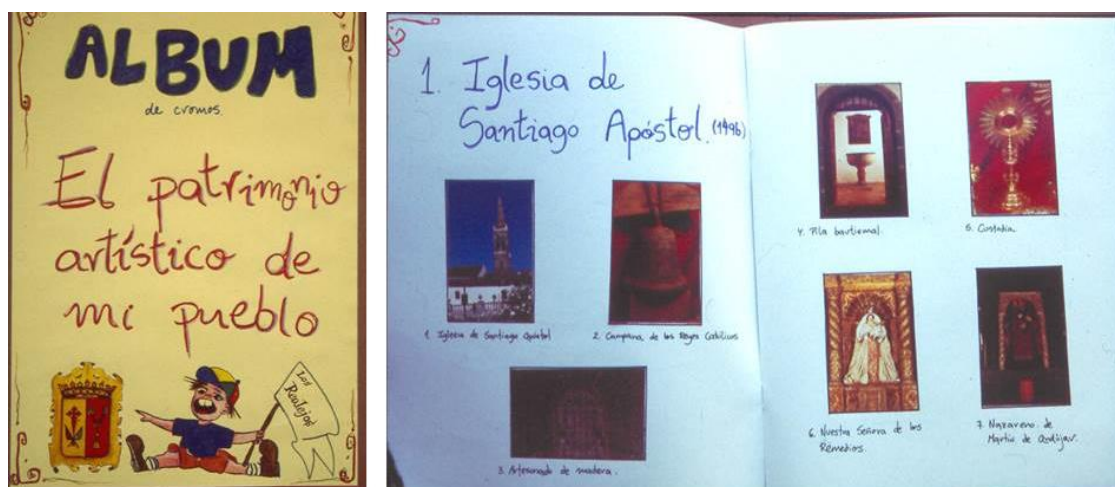 ALBUM
de cromos.
El patrimonio
artístico de
mi pueblo
Los
Realejos
1. Iglesia de
Santiago Apóstol. (1496)
1. Iglesia de Santiago Apóstol
2. Campana de los Reyes Católicos
3. Artesonado de madera.
4. Pila bautismal.
5. Custodia.
6. Nuestra Señora de los
Remedios.
7. Nazareno de
Martín de Andújar.